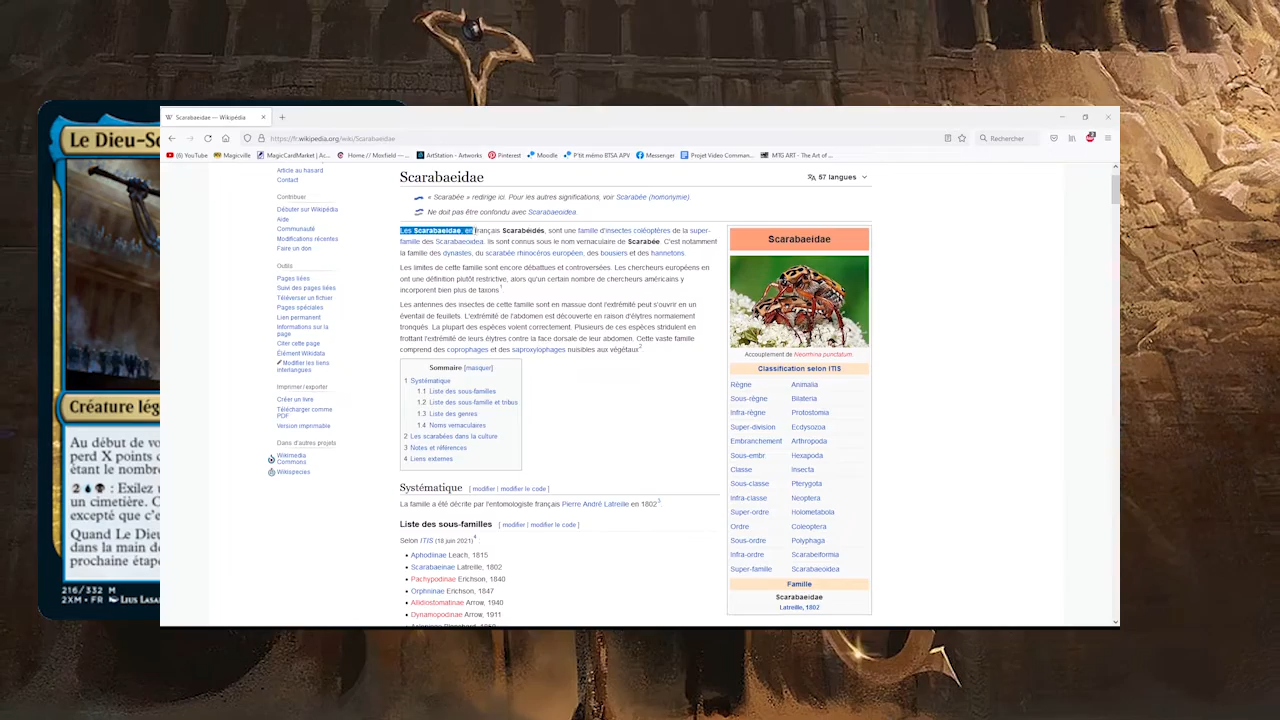 Le Dieu-Sc
Créature lég
Au début de vo
perd X points c
étant le nombre
: Exilez u
un cimetière. C
excepté que c'es
Quand Le Dieu
dans la main de
prochaine étape
216/332 M
2XM • FR LIUS LASAH
Scarabaeidae — Wikipédia
https://fr.wikipedia.org/wiki/Scarabaeidae
Rechercher
(6) YouTube
Magicville
MagicCardMarket | Ac...
Home // Moxfield — ...
ArtStation - Artworks
Pinterest
Moodle
P'tit mémo BTSA APV
Messenger
Projet Video Comman...
MTG ART - The Art of ...
Article au hasard
Contact
Contribuer
Débuter sur Wikipédia
Aide
Communauté
Modifications récentes
Faire un don
Outils
Pages liées
Suivi des pages liées
Téléverser un fichier
Pages spéciales
Lien permanent
Informations sur la
page
Citer cette page
Élément Wikidata
Modifier les liens
interlangues
Imprimer / exporter
Créer un livre
Télécharger comme
PDF
Version imprimable
Dans d'autres projets
Wikimedia
Commons
Wikispecies
Scarabaeidae
57 langues
« Scarabée » redirige ici. Pour les autres significations, voir Scarabée (homonymie).
Ne doit pas être confondu avec Scarabaeoidea.
Les Scarabaeidae, en français Scarabéidés, sont une famille d'insectes coléoptères de la super-
famille des Scarabaeoidea. Ils sont connus sous le nom vernaculaire de Scarabée. C'est notamment
la famille des dynastes, du scarabée rhinocéros européen, des bousiers et des hannetons.
Les limites de cette famille sont encore débattues et controversées. Les chercheurs européens en
ont une définition plutôt restrictive, alors qu'un certain nombre de chercheurs américains y
incorporent bien plus de taxons1.
Les antennes des insectes de cette famille sont en massue dont l'extrémité peut s'ouvrir en un
éventail de feuillets. L'extrémité de l'abdomen est découverte en raison d'élytres normalement
tronqués. La plupart des espèces volent correctement. Plusieurs de ces espèces stridulent en
frottant l'extrémité de leurs élytres contre la face dorsale de leur abdomen. Cette vaste famille
comprend des coprophages et des saproxylophages nuisibles aux végétaux2.
Sommaire [masquer]
1 Systématique
1.1 Liste des sous-familles
1.2 Liste des sous-famille et tribus
1.3 Liste des genres
1.4 Noms vernaculaires
2 Les scarabées dans la culture
3 Notes et références
4 Liens externes
Systématique [ modifier | modifier le code ]
La famille a été décrite par l'entomologiste français Pierre André Latreille en 18023.
Liste des sous-familles [ modifier | modifier le code ]
Selon ITIS (18 juin 2021)4 :
• Aphodiinae Leach, 1815
• Scarabaeinae Latreille, 1802
• Pachypodinae Erichson, 1840
• Orphninae Erichson, 1847
• Allidiostomatinae Arrow, 1940
• Dynamopodinae Arrow, 1911
Scarabaeidae
Accouplement de Neorrhina punctatum
Classification selon ITIS
Règne Animalia
Sous-règne Bilateria
Infra-règne Protostomia
Super-division Ecdysozoa
Embranchement Arthropoda
Sous-embr. Hexapoda
Classe Insecta
Sous-classe Pterygota
Infra-classe Neoptera
Super-ordre Holometabola
Ordre Coleoptera
Sous-ordre Polyphaga
Infra-ordre Scarabeiformia
Super-famille Scarabaeoidea
Famille
Scarabaeidae
Latreille, 1802